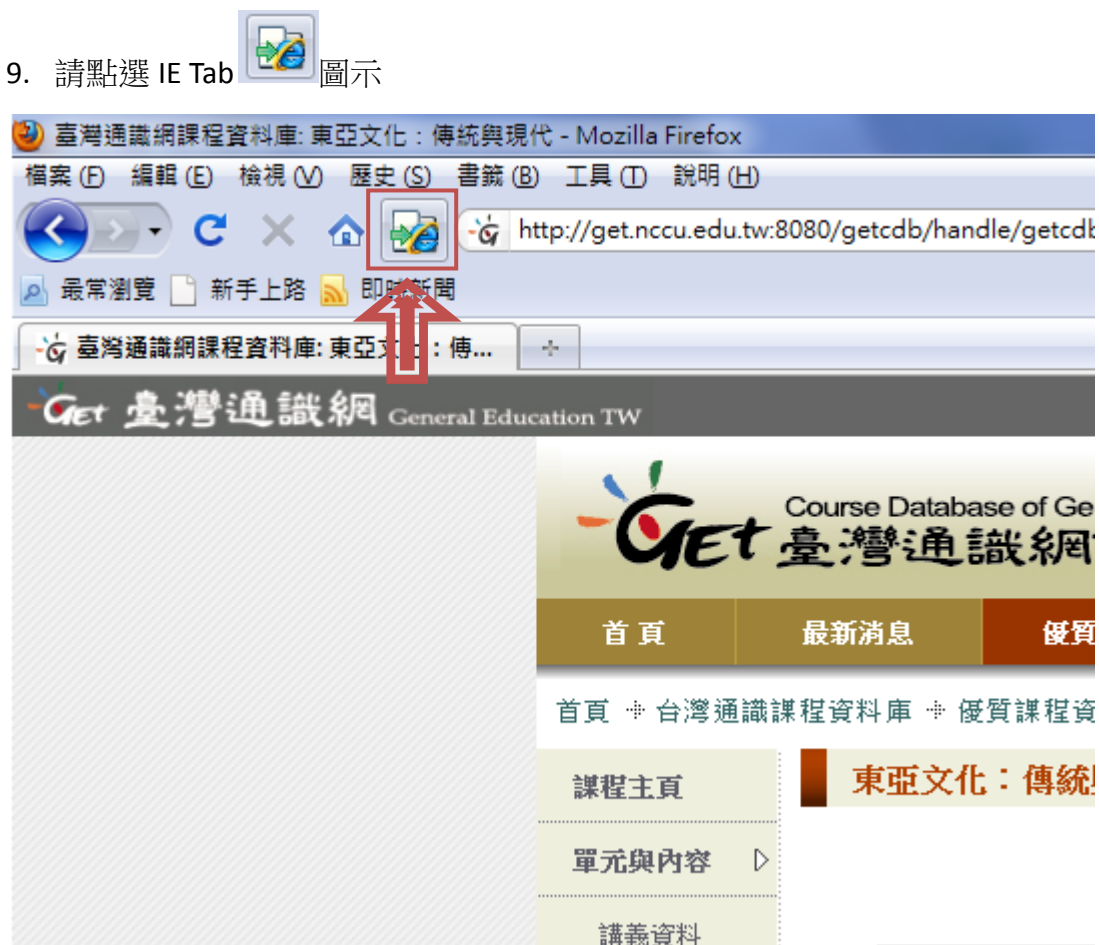 9. 請點選 IE Tab 圖示
臺灣通識網課程資料庫: 東亞文化：傳統與現代 - Mozilla Firefox
檔案(F) 編輯(E) 檢視(V) 歷史(S) 書籤(B) 工具(T) 說明(H)
http://get.nccu.edu.tw:8080/getcdb/handle/getcdb
最常瀏覽 新手上路 即時新聞
臺灣通識網課程資料庫: 東亞文化：傳...
GET 臺灣通識網 General Education TW
Course Database of Ge
GET 臺灣通識網
首頁 最新消息 優質
首頁 台灣通識課程資料庫 優質課程資
課程主頁
東亞文化：傳統
單元與內容
講義資料